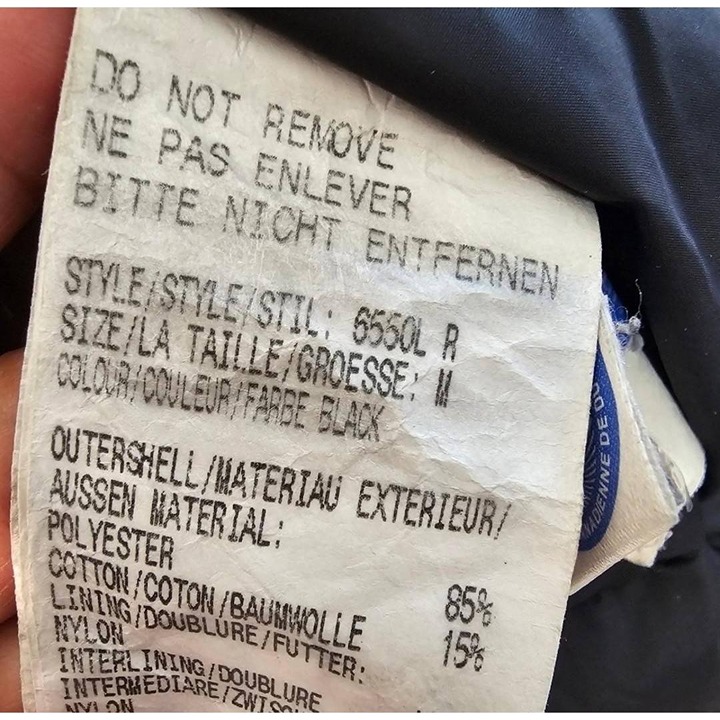 DO NOT REMOVE
NE PAS ENLEVER
BITTE NICHT ENTFERNEN
STYLE/STYLE/STIL: 6550L R
SIZE/LA TAILLE/GROESSE: M
COLOUR/COULEUR/FARBE BLACK
OUTERSHELL/MATERIAU EXTERIEUR/
AUSSEN MATERIAL:
POLYESTER 85%
COTTON/COTON/BAUMWOLLE 15%
LINING/DOUBLURE/FUTTER:
NYLON
INTERLINING/DOUBLURE
INTERMEDIARE/
NYLON